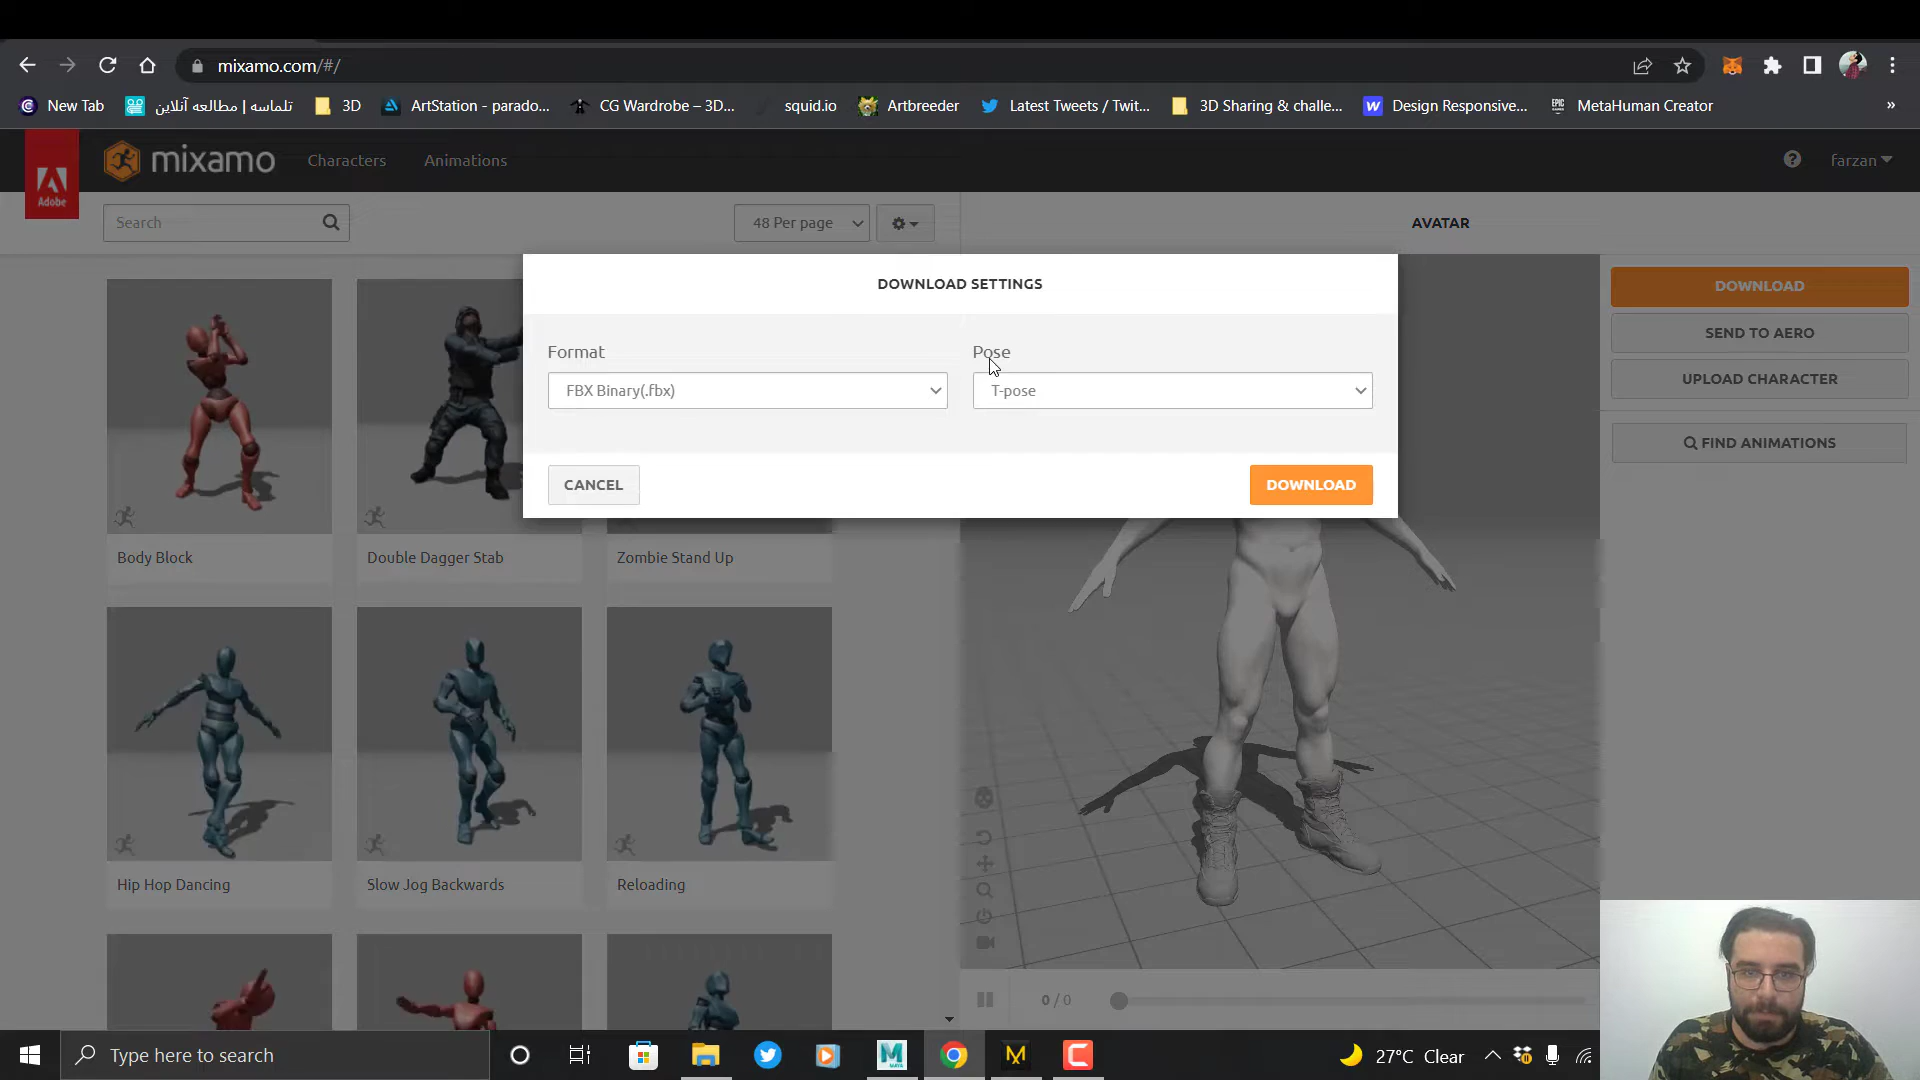 mixamo.com/#/
New Tab
تلماسه | مطالعه آنلاین
3D
ArtStation - parado...
CG Wardrobe – 3D...
squid.io
Artbreeder
Latest Tweets / Twit...
3D Sharing & challe...
Design Responsive...
MetaHuman Creator
»
Adobe
mixamo
Characters
Animations
farzan
Search
48 Per page
AVATAR
DOWNLOAD SETTINGS
Format
Pose
FBX Binary(.fbx)
T-pose
CANCEL
DOWNLOAD
DOWNLOAD
SEND TO AERO
UPLOAD CHARACTER
FIND ANIMATIONS
Body Block
Double Dagger Stab
Zombie Stand Up
Hip Hop Dancing
Slow Jog Backwards
Reloading
0 / 0
Type here to search
27°C Clear